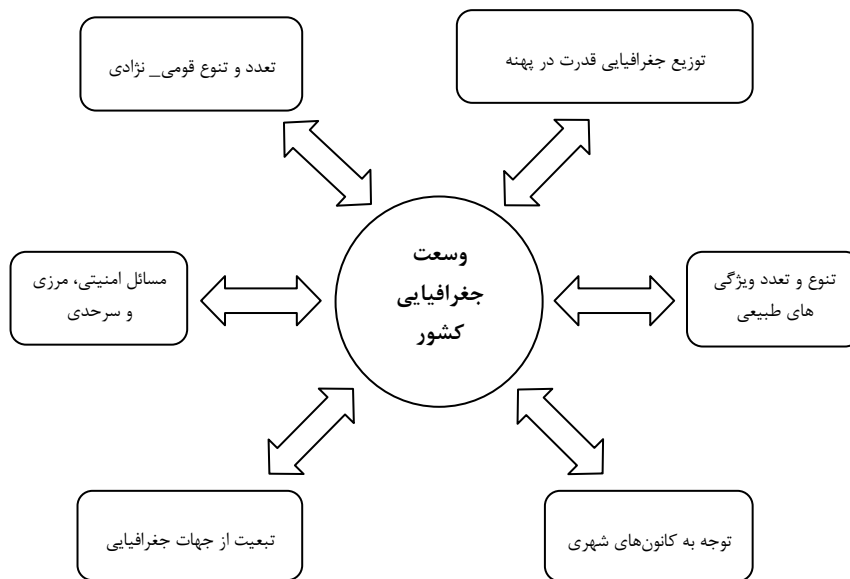 توزیع جغرافیایی قدرت در پهنه
تعدد و تنوع قومی_ نژادی
وسعت
جغرافیایی
کشور
تنوع و تعدد ویژگی
های طبیعی
مسائل امنیتی، مرزی
و سرحدی
توجه به کانون‌های شهری
تبعیت از جهات جغرافیایی